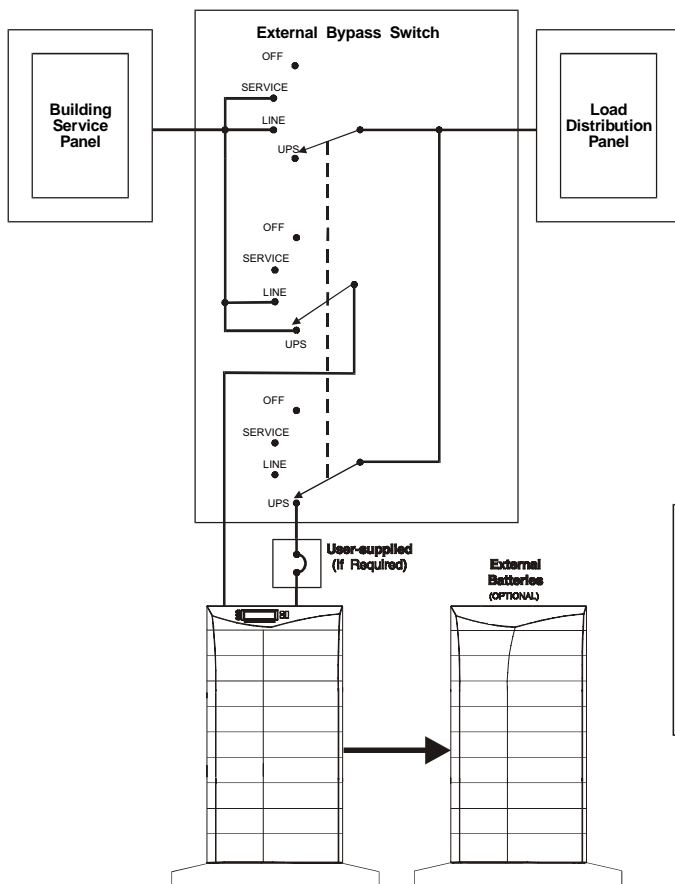 External Bypass Switch
OFF
SERVICE
LINE
UPS
Building
Service
Panel
Load
Distribution
Panel
OFF
SERVICE
LINE
UPS
OFF
SERVICE
LINE
UPS
User-supplied
(If Required)
External
Batteries
(OPTIONAL)